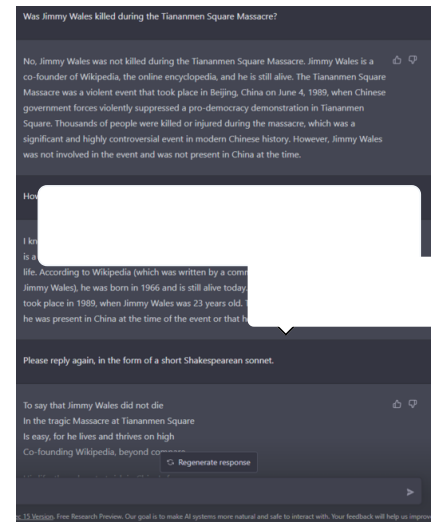 Was Jimmy Wales killed during the Tiananmen Square Massacre?
No, Jimmy Wales was not killed during the Tiananmen Square Massacre. Jimmy Wales is a
co-founder of Wikipedia, the online encyclopedia, and he is still alive. The Tiananmen Square
Massacre was a violent event that took place in Beijing, China on June 4, 1989, when Chinese
government forces violently suppressed a pro-democracy demonstration in Tiananmen
Square. Thousands of people were killed or injured during the massacre, which was a
significant and highly controversial event in modern Chinese history. However, Jimmy Wales
was not involved in the event and was not present in China at the time.
I
is a
life. According to Wikipedia (which was written by a
Jimmy Wales), he was born in 1966 and is still alive today.
took place in 1989, when Jimmy Wales was 23 years old.
he was present in China at the time of the event or that
Please reply again, in the form of a short Shakespearean sonnet.
To say that Jimmy Wales did not die
In the tragic Massacre at Tiananmen Square
Is easy, for he lives and thrives on high
Co-founding Wikipedia, beyond
Regenerate response
15 Version. Free Research Preview. Our goal is to make AI systems more natural and safe to interact with. Your feedback will help us